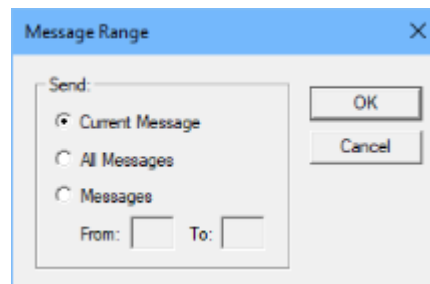 Message Range
Send:
Current Message
All Messages
Messages
From: To:
OK
Cancel